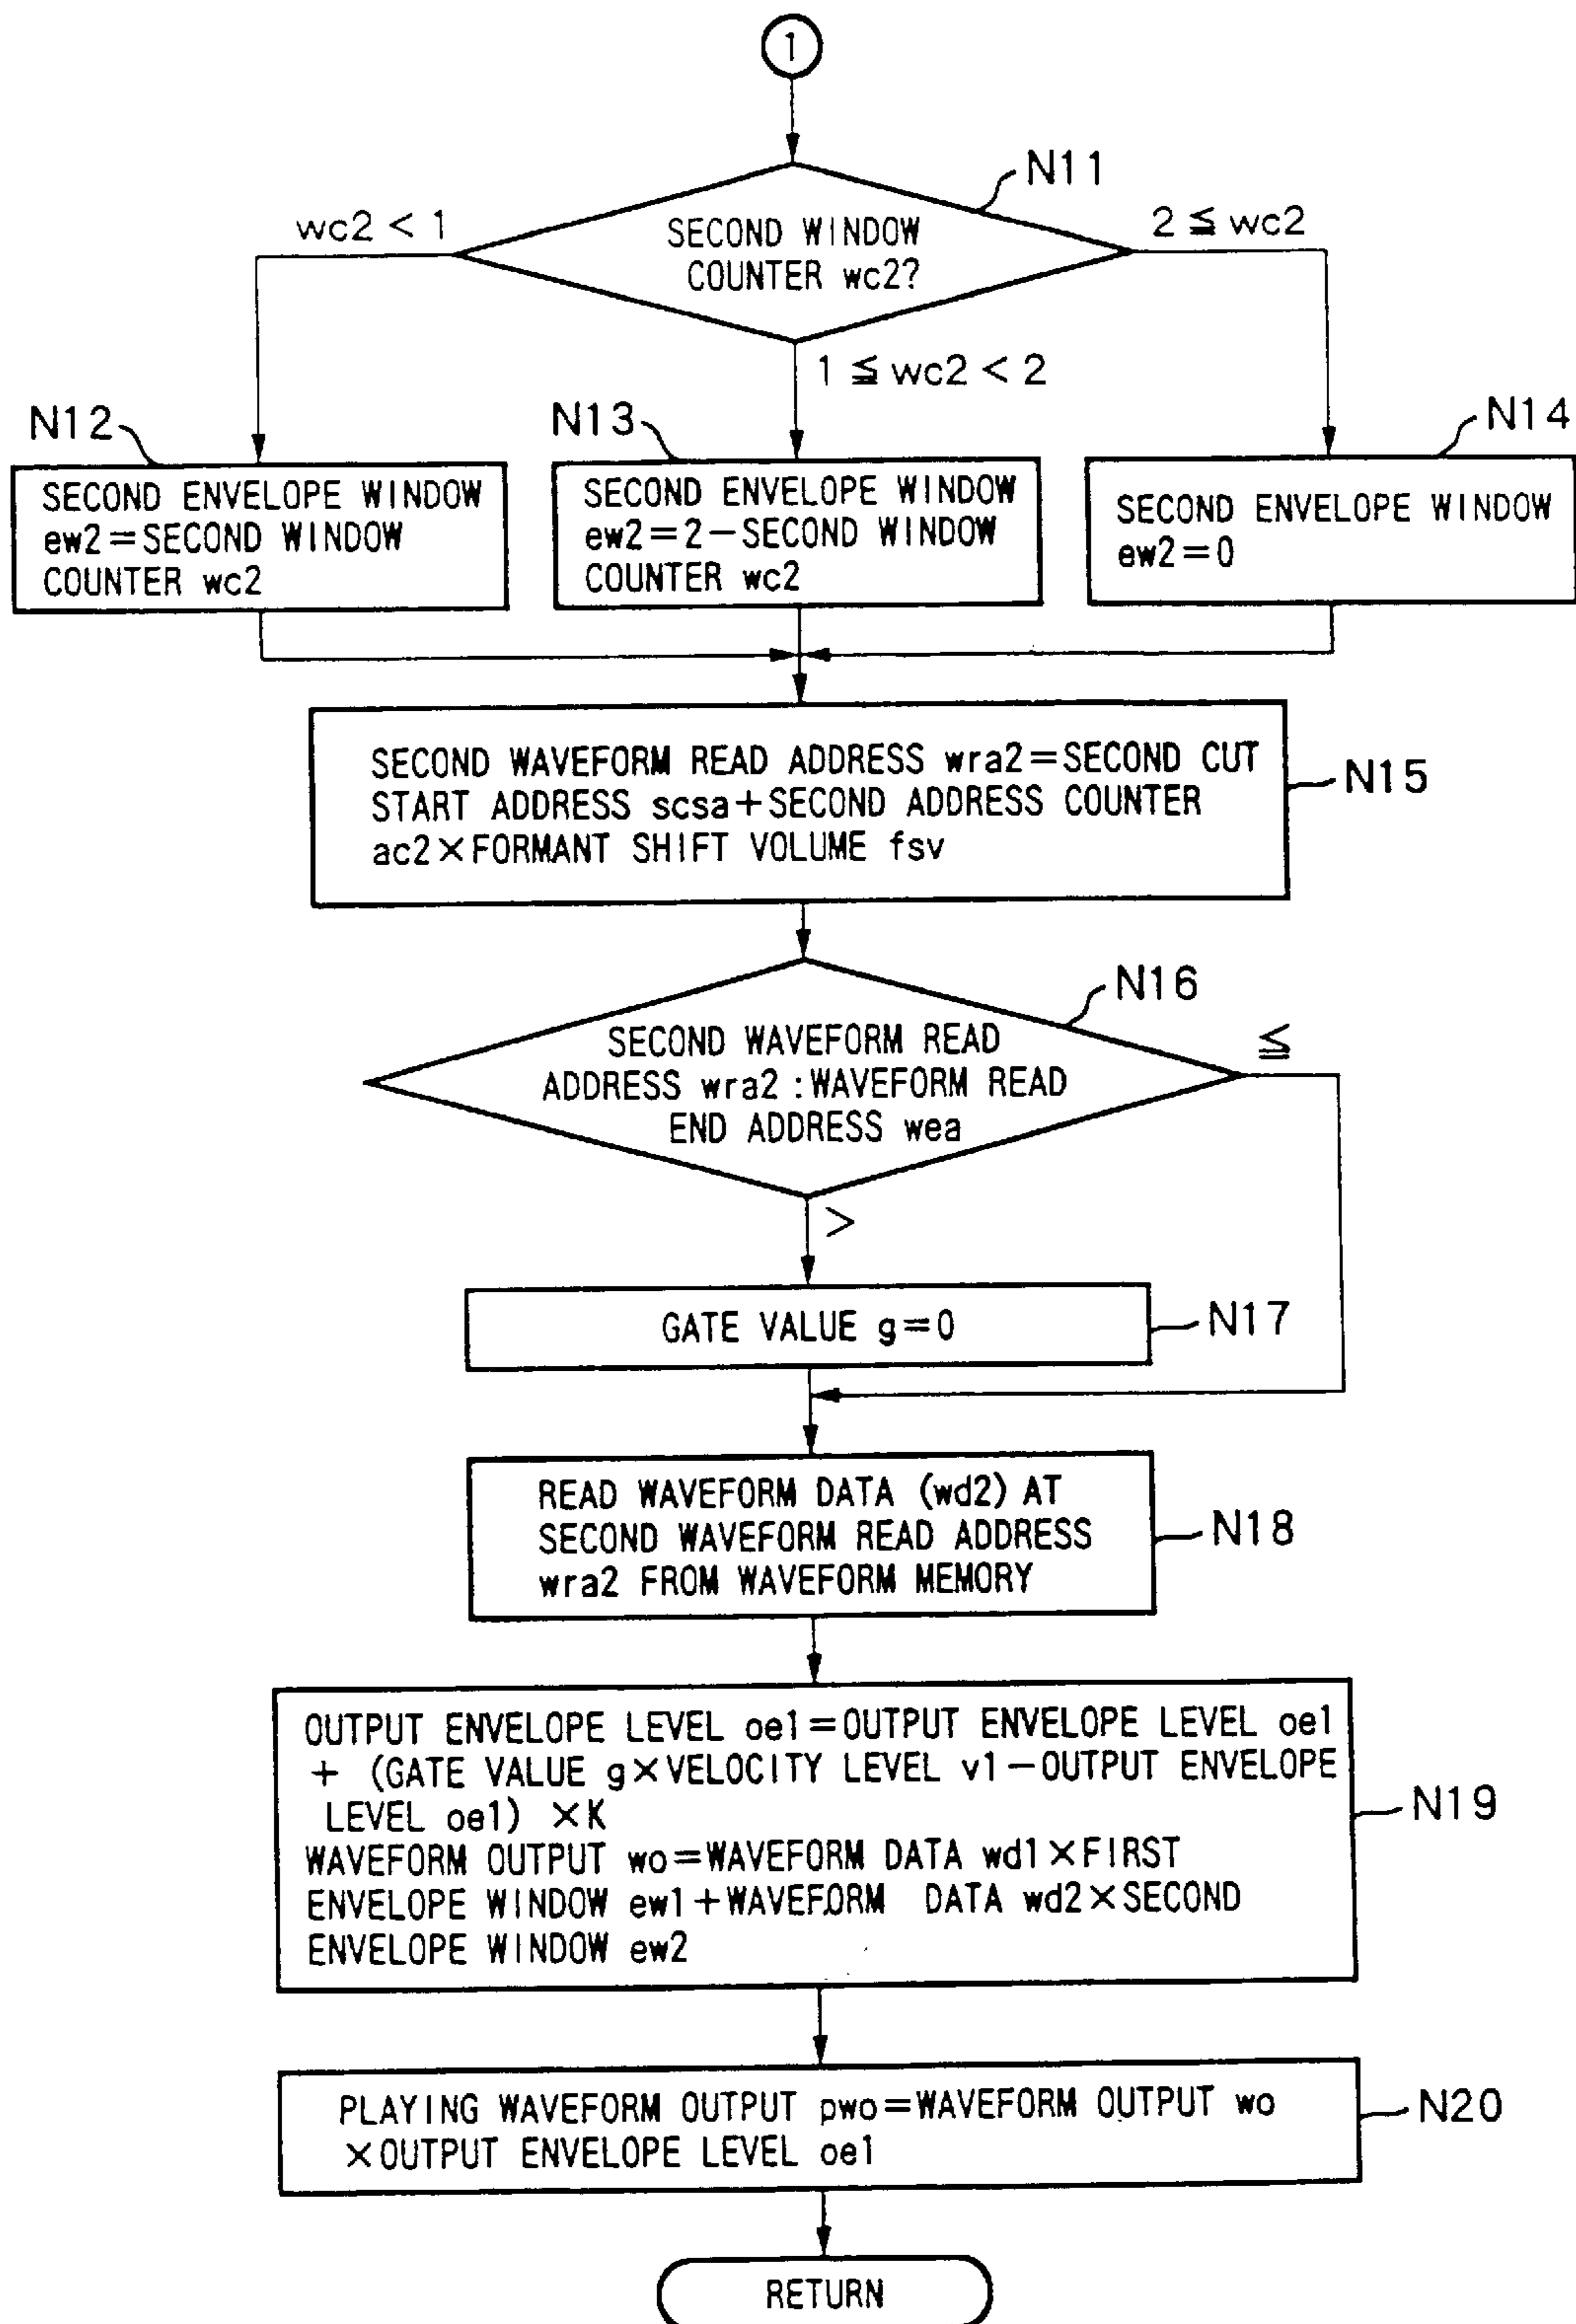 1
N11
wc2 < 1
SECOND WINDOW
COUNTER wc2?
2 ≦ wc2
1 ≦ wc2 < 2
N12
SECOND ENVELOPE WINDOW
ew2=SECOND WINDOW
COUNTER wc2
N13
SECOND ENVELOPE WINDOW
ew2=2−SECOND WINDOW
COUNTER wc2
N14
SECOND ENVELOPE WINDOW
ew2=0
SECOND WAVEFORM READ ADDRESS wra2=SECOND CUT
START ADDRESS scsa+SECOND ADDRESS COUNTER
ac2×FORMANT SHIFT VOLUME fsv
N15
N16
SECOND WAVEFORM READ
ADDRESS wra2 :WAVEFORM READ
END ADDRESS wea
≦
>
GATE VALUE g=0
N17
READ WAVEFORM DATA (wd2) AT
SECOND WAVEFORM READ ADDRESS
wra2 FROM WAVEFORM MEMORY
N18
OUTPUT ENVELOPE LEVEL oe1=OUTPUT ENVELOPE LEVEL oe1
+ (GATE VALUE g×VELOCITY LEVEL v1−OUTPUT ENVELOPE
LEVEL oe1) ×K
WAVEFORM OUTPUT wo=WAVEFORM DATA wd1×FIRST
ENVELOPE WINDOW ew1+WAVEFORM DATA wd2×SECOND
ENVELOPE WINDOW ew2
N19
PLAYING WAVEFORM OUTPUT pwo=WAVEFORM OUTPUT wo
×OUTPUT ENVELOPE LEVEL oe1
N20
RETURN